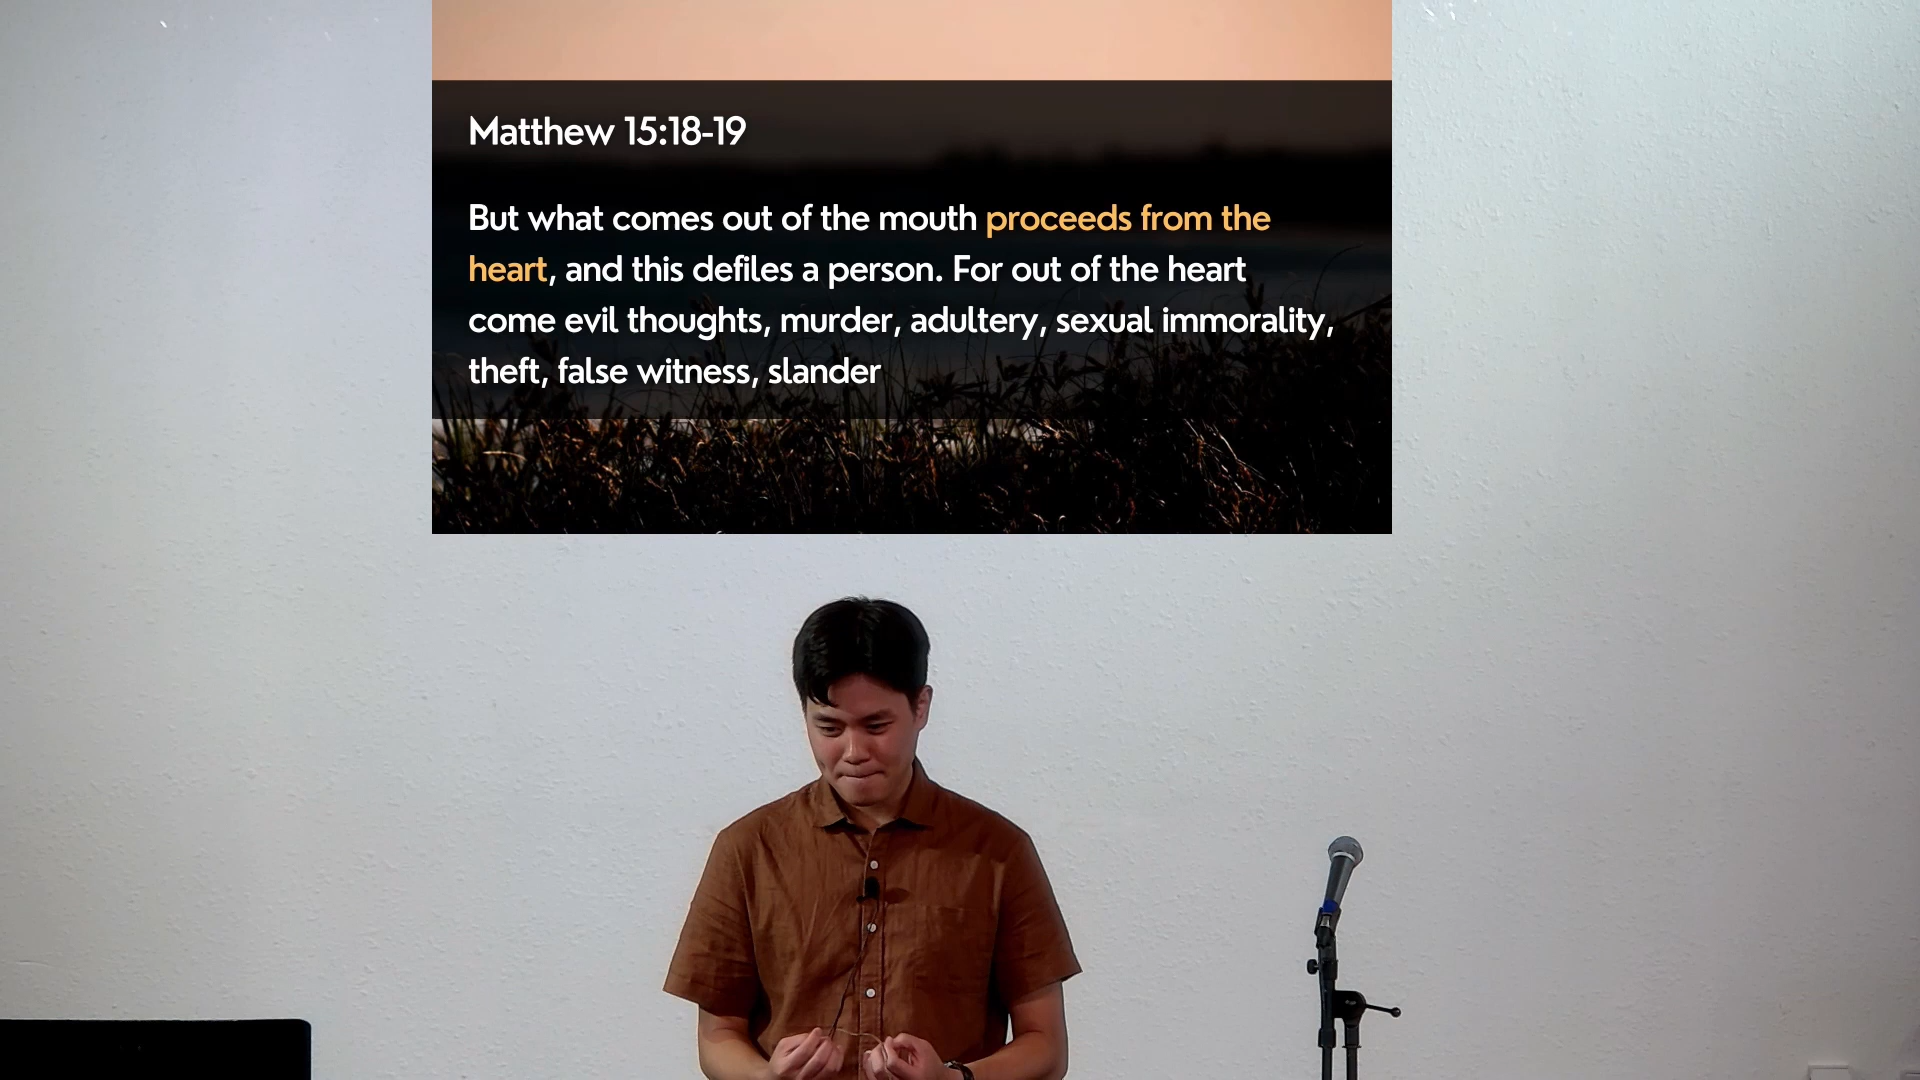 Matthew 15:18-19
But what comes out of the mouth proceeds from the
heart, and this defiles a person. For out of the heart
come evil thoughts, murder, adultery, sexual immorality,
theft, false witness, slander